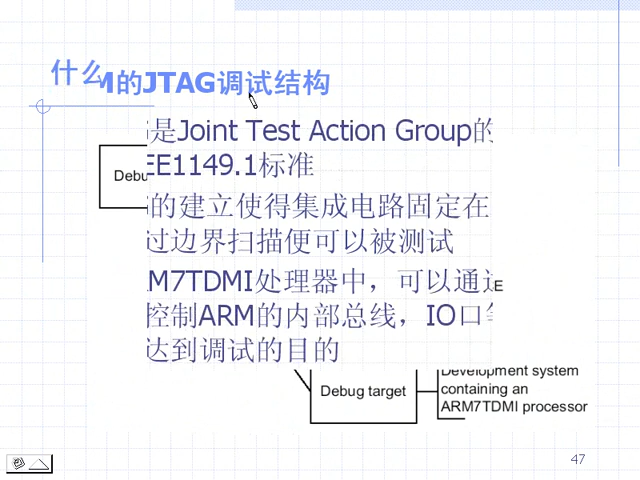 什么M的JTAG调试结构
是Joint Test Action Group的
Debu
EE1149.1标准
的建立使得集成电路固定在
过边界扫描便可以被测试
M7TDMI处理器中，可以通过
E
控制ARM的内部总线，IO口
达到调试的目的
Debug target
Development system
containing an
ARM7TDMI processor
47